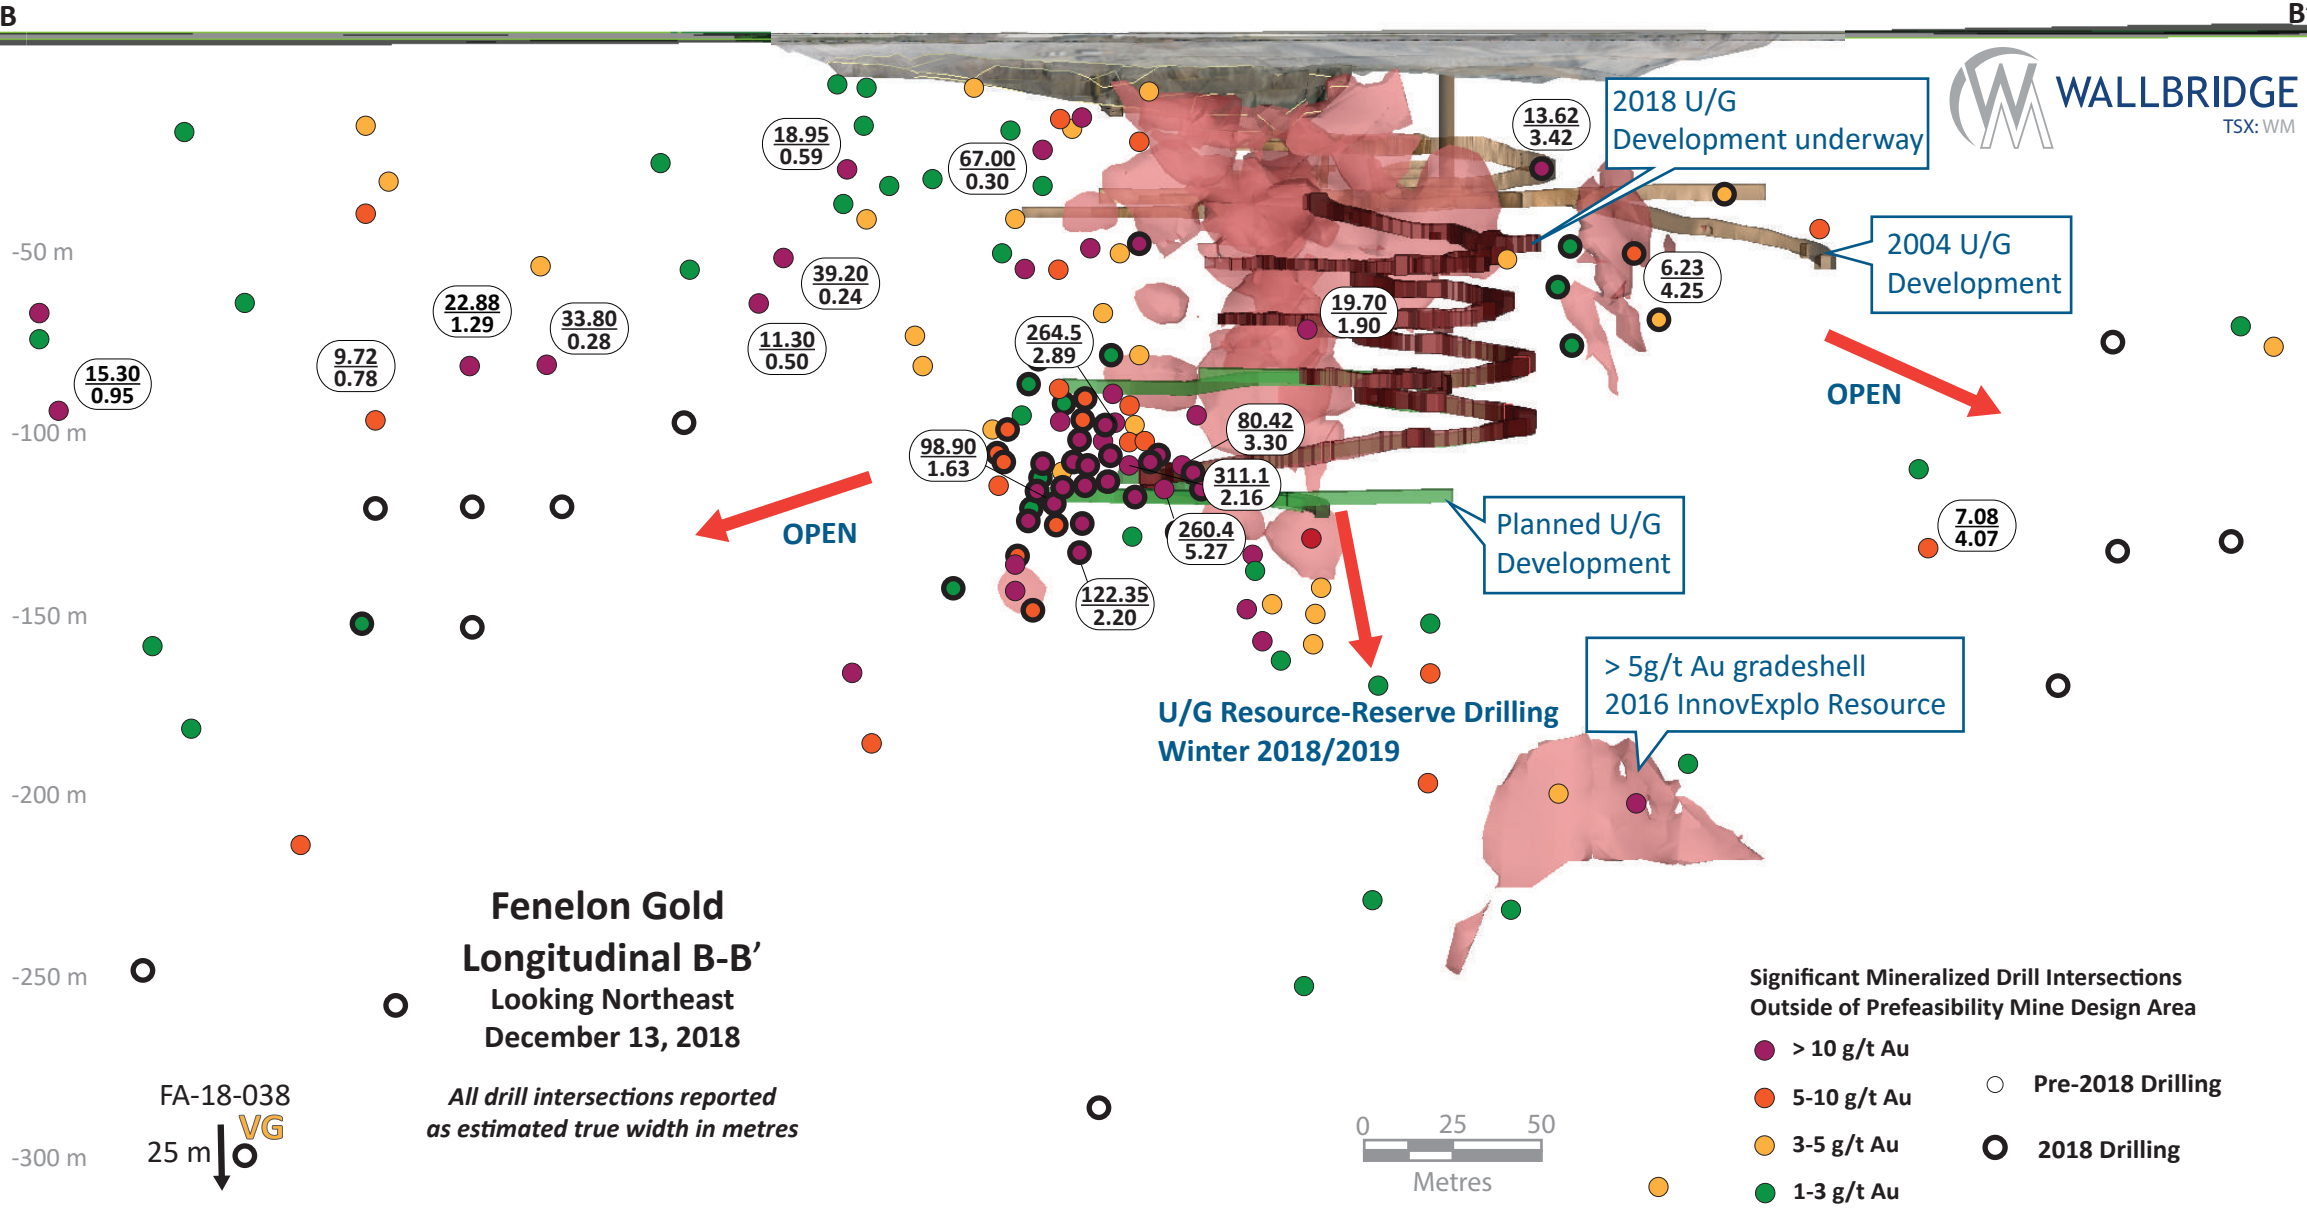 B
B'
WALLBRIDGE
TSX: WM
2018 U/G
Development underway
13.62
3.42
18.95
0.59
67.00
0.30
2004 U/G
Development
-50 m
6.23
4.25
39.20
0.24
22.88
1.29
33.80
0.28
19.70
1.90
11.30
0.50
264.5
2.89
9.72
0.78
15.30
0.95
OPEN
-100 m
80.42
3.30
98.90
1.63
311.1
2.16
OPEN
260.4
5.27
Planned U/G
Development
7.08
4.07
122.35
2.20
-150 m
> 5g/t Au gradeshell
2016 InnovExplo Resource
U/G Resource-Reserve Drilling
Winter 2018/2019
-200 m
Fenelon Gold
Longitudinal B-B’
Looking Northeast
December 13, 2018
-250 m
All drill intersections reported
as estimated true width in metres
FA-18-038
VG
25 m
-300 m
0 25 50
Metres
Significant Mineralized Drill Intersections
Outside of Prefeasibility Mine Design Area
> 10 g/t Au
5-10 g/t Au
3-5 g/t Au
1-3 g/t Au
Pre-2018 Drilling
2018 Drilling